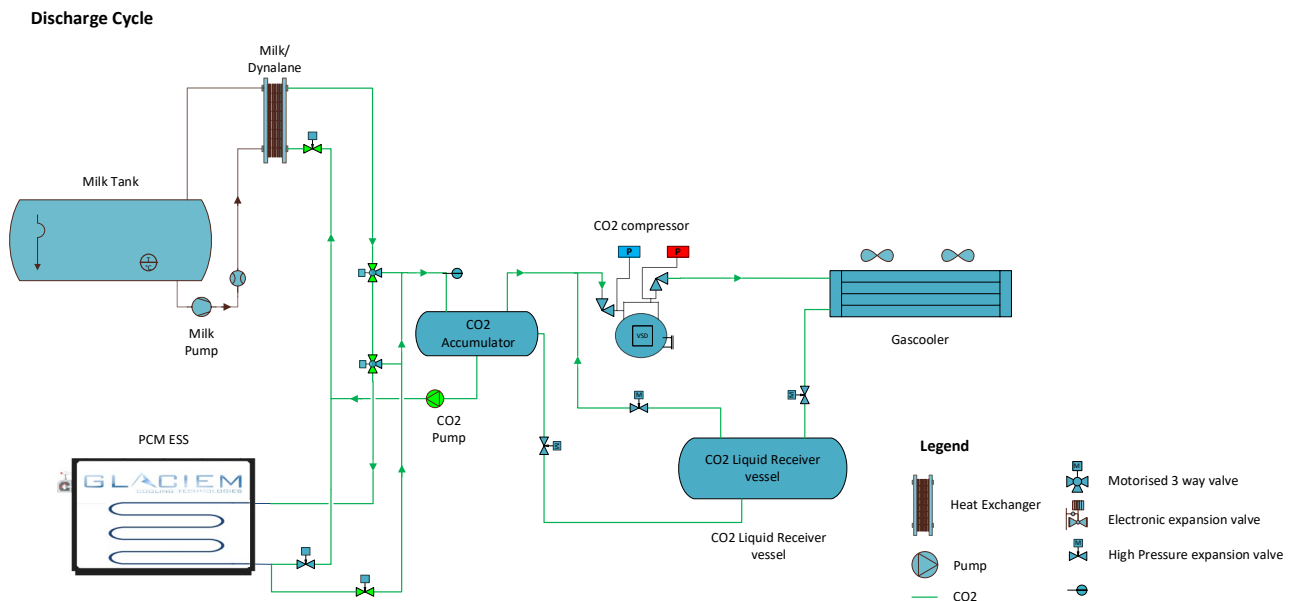 Discharge Cycle
Milk/
Dynalane
Milk Tank
T
°C
Milk
Pump
CO2 compressor
P
P
VSD
CO2
Accumulator
Gascooler
CO2
Pump
M
M
M
PCM ESS
GLACIEM
COOLING TECHNOLOGIES
CO2 Liquid Receiver
vessel
CO2 Liquid Receiver
vessel
Legend
Heat Exchanger
Pump
CO2
M
Motorised 3 way valve
Electronic expansion valve
M
High Pressure expansion valve